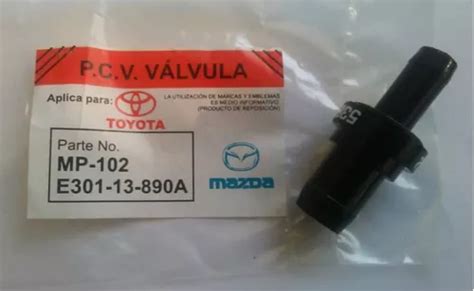 P.C.V. VÁLVULA
Aplica para:
TOYOTA
LA UTILIZACIÓN DE MARCAS Y EMBLEMAS
ES MEDIO INFORMATIVO.
(PRODUCTO DE REPOSICIÓN)
Parte No.
MP-102
E301-13-890A
mazda